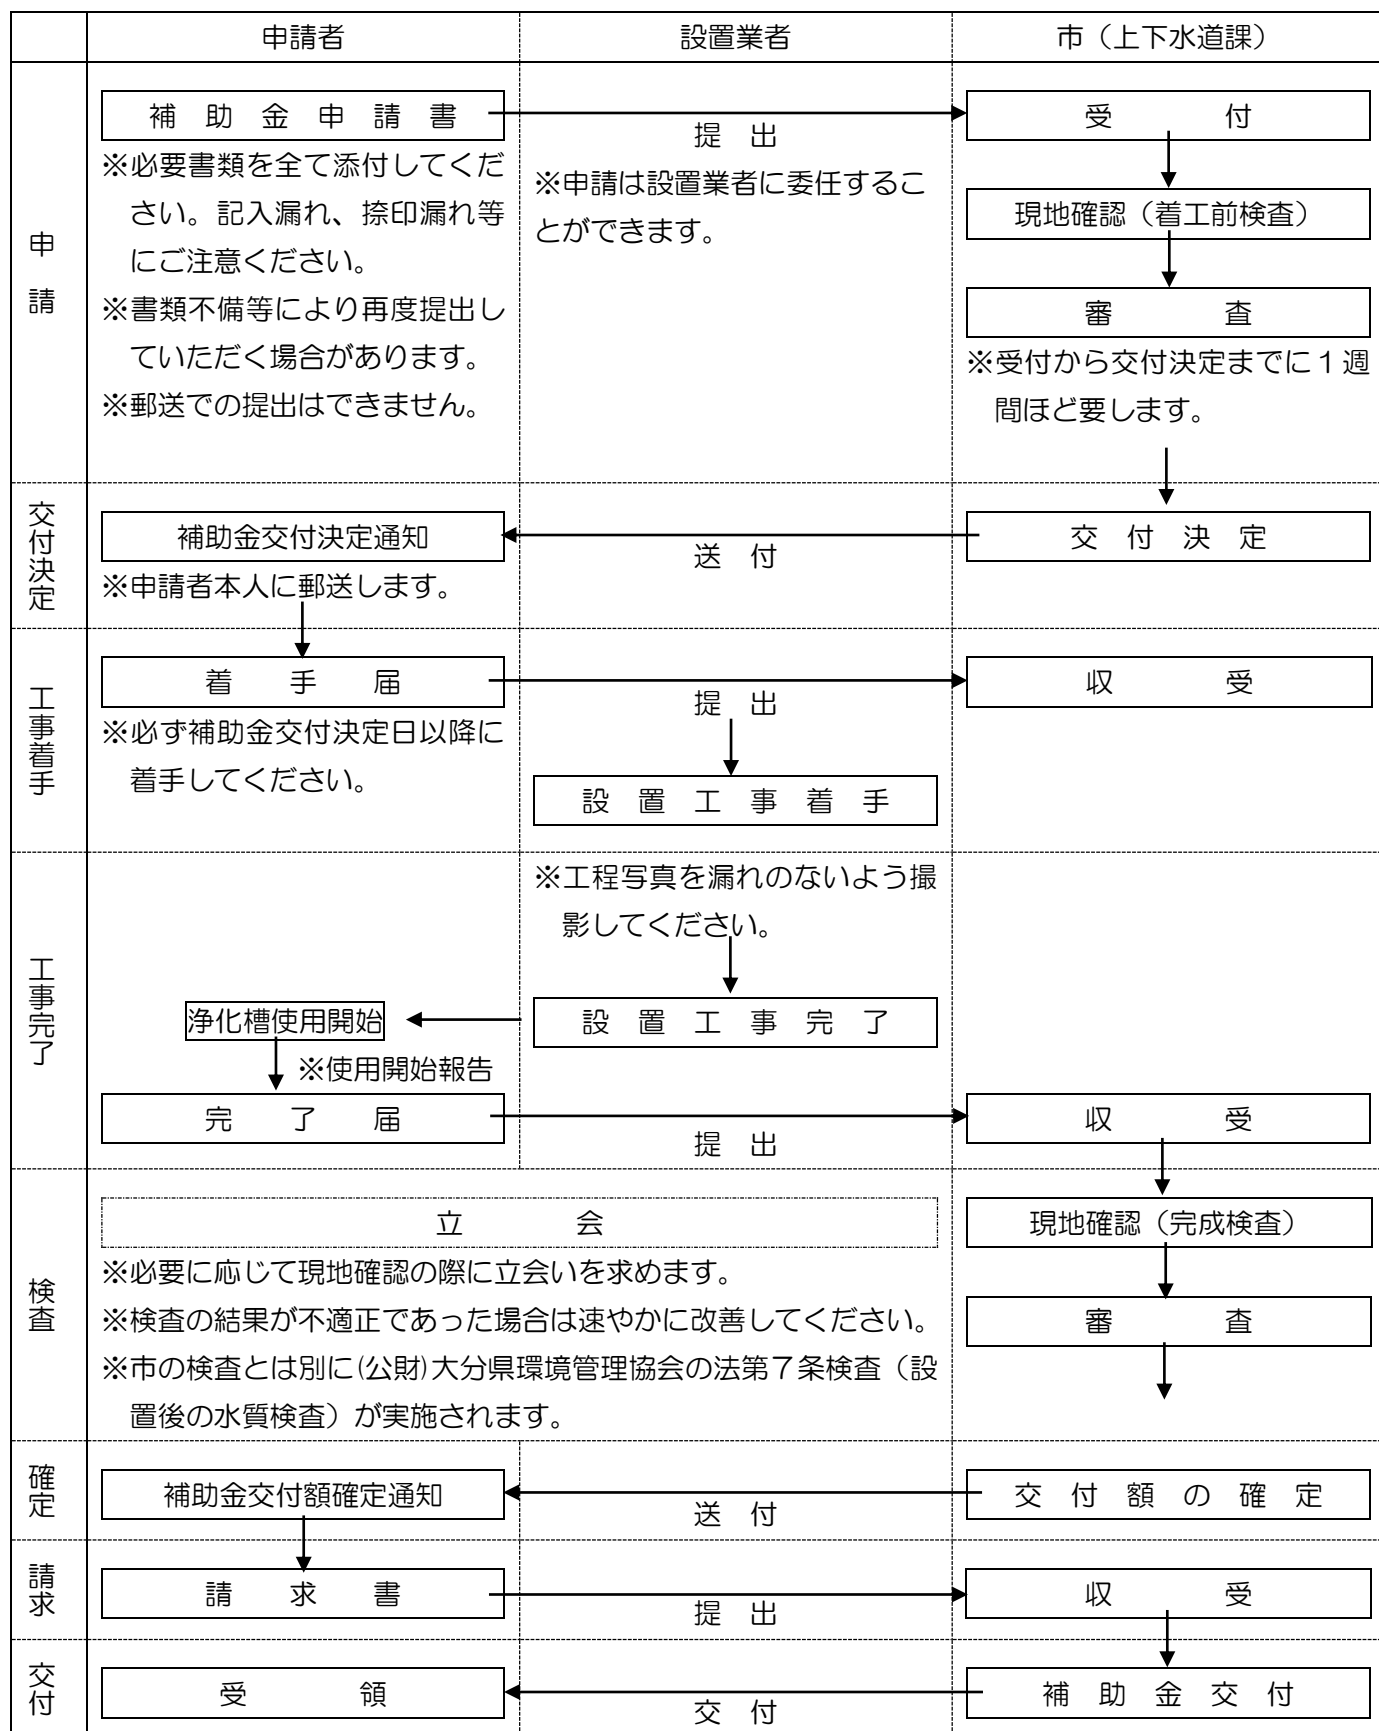 申請者 設置業者 市（上下水道課）
申請
補助金申請書
提出
受付
※必要書類を全て添付してくだ
さい。記入漏れ、捺印漏れ等
にご注意ください。
※書類不備等により再度提出し
ていただく場合があります。
※郵送での提出はできません。
※申請は設置業者に委任するこ
とができます。
現地確認（着工前検査）
審査
※受付から交付決定までに１週
間ほど要します。
交付決定
補助金交付決定通知
送付
交付決定
※申請者本人に郵送します。
工事着手
着手届
提出
収受
※必ず補助金交付決定日以降に
着手してください。
設置工事着手
工事完了
※工程写真を漏れのないよう撮
影してください。
設置工事完了
浄化槽使用開始
※使用開始報告
完了届
提出
収受
検査
立会
※必要に応じて現地確認の際に立会いを求めます。
※検査の結果が不適正であった場合は速やかに改善してください。
※市の検査とは別に(公財)大分県環境管理協会の法第７条検査（設
置後の水質検査）が実施されます。
現地確認（完成検査）
審査
確定
補助金交付額確定通知
送付
交付額の確定
請求
請求書
提出
収受
交付
受領
交付
補助金交付